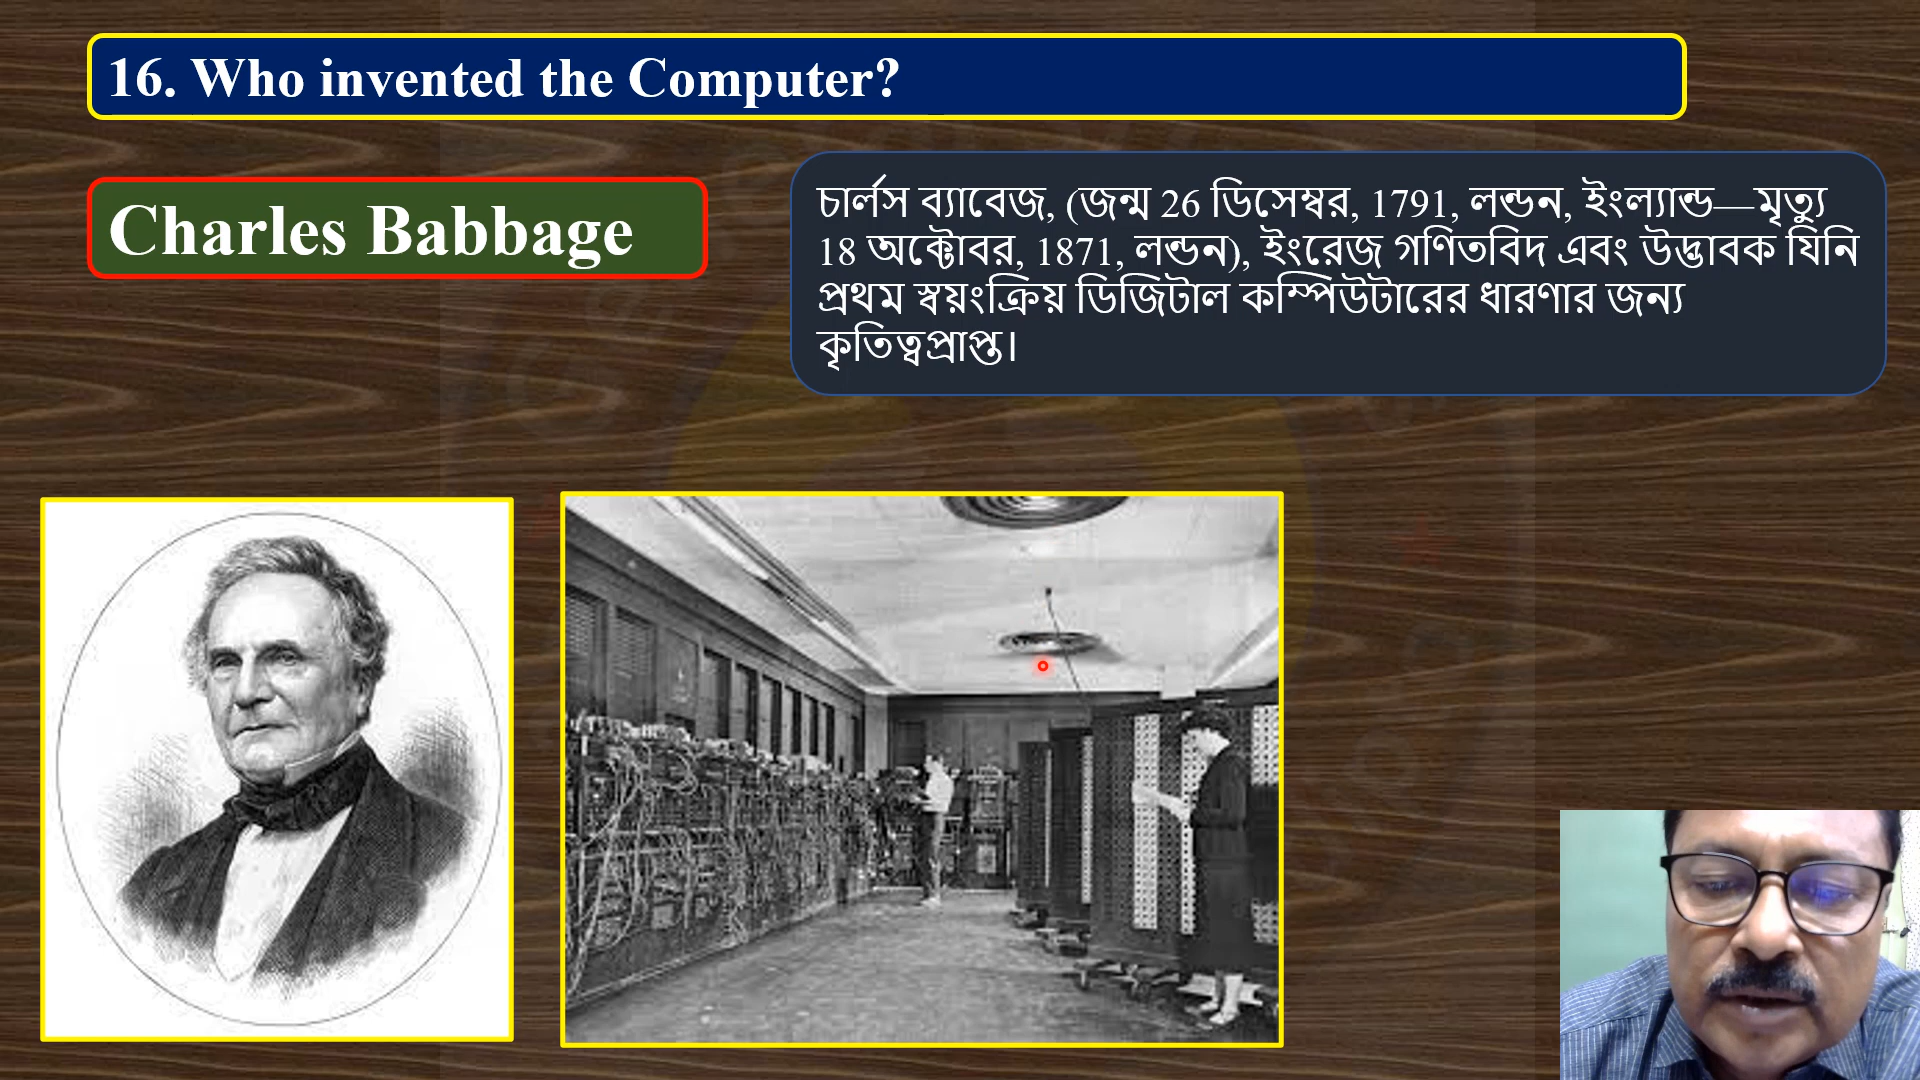 16. Who invented the Computer?
Charles Babbage
চার্লস ব্যাবেজ, (জন্ম 26 ডিসেম্বর, 1791, লন্ডন, ইংল্যান্ড—মৃত্যু
18 অক্টোবর, 1871, লন্ডন), ইংরেজ গণিতবিদ এবং উদ্ভাবক যিনি
প্রথম স্বয়ংক্রিয় ডিজিটাল কম্পিউটারের ধারণার জন্য
কৃতিত্বপ্রাপ্ত।